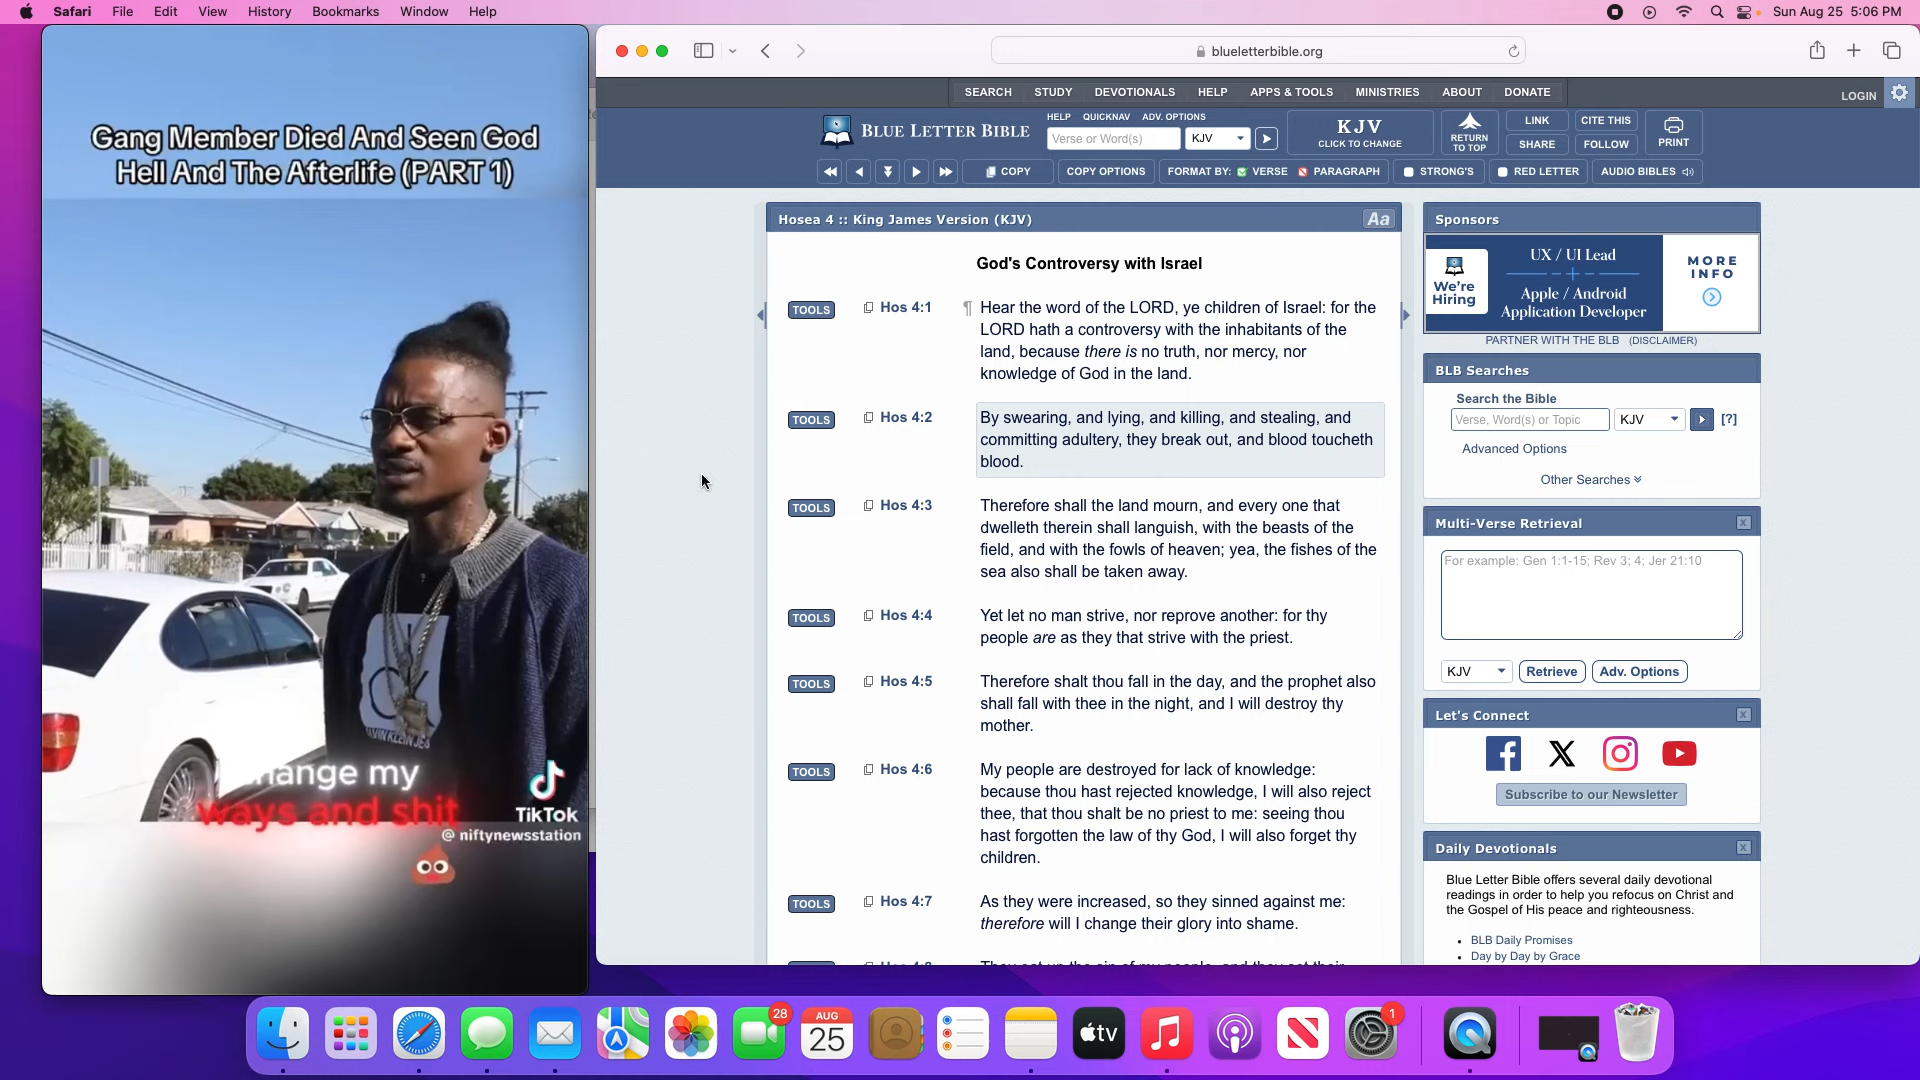 Safari File Edit View History Bookmarks Window Help
Sun Aug 25 5:06 PM
Gang Member Died And Seen God
Hell And The Afterlife (PART 1)
change my
ways and shit
TikTok
@ niftynewsstation
blueletterbible.org
SEARCH STUDY DEVOTIONALS HELP APPS & TOOLS MINISTRIES ABOUT DONATE
LOGIN
BLUE LETTER BIBLE
HELP QUICKNAV ADV. OPTIONS
Verse or Word(s)
KJV
KJV
CLICK TO CHANGE
RETURN
TO TOP
LINK
CITE THIS
SHARE
FOLLOW
PRINT
COPY
COPY OPTIONS
FORMAT BY: VERSE PARAGRAPH
STRONG'S
RED LETTER
AUDIO BIBLES
Hosea 4 :: King James Version (KJV)
Aa
God's Controversy with Israel
TOOLS Hos 4:1 ¶ Hear the word of the LORD, ye children of Israel: for the
LORD hath a controversy with the inhabitants of the
land, because there is no truth, nor mercy, nor
knowledge of God in the land.
TOOLS Hos 4:2 By swearing, and lying, and killing, and stealing, and
committing adultery, they break out, and blood toucheth
blood.
TOOLS Hos 4:3 Therefore shall the land mourn, and every one that
dwelleth therein shall languish, with the beasts of the
field, and with the fowls of heaven; yea, the fishes of the
sea also shall be taken away.
TOOLS Hos 4:4 Yet let no man strive, nor reprove another: for thy
people are as they that strive with the priest.
TOOLS Hos 4:5 Therefore shalt thou fall in the day, and the prophet also
shall fall with thee in the night, and I will destroy thy
mother.
TOOLS Hos 4:6 My people are destroyed for lack of knowledge:
because thou hast rejected knowledge, I will also reject
thee, that thou shalt be no priest to me: seeing thou
hast forgotten the law of thy God, I will also forget thy
children.
TOOLS Hos 4:7 As they were increased, so they sinned against me:
therefore will I change their glory into shame.
Sponsors
We're
Hiring
UX / UI Lead
Apple / Android
Application Developer
MORE
INFO
PARTNER WITH THE BLB (DISCLAIMER)
BLB Searches
Search the Bible
Verse, Word(s) or Topic
KJV
[?]
Advanced Options
Other Searches
Multi-Verse Retrieval
For example: Gen 1:1-15; Rev 3; 4; Jer 21:10
KJV
Retrieve
Adv. Options
Let's Connect
Subscribe to our Newsletter
Daily Devotionals
Blue Letter Bible offers several daily devotional
readings in order to help you refocus on Christ and
the Gospel of His peace and righteousness.
BLB Daily Promises
Day by Day by Grace
28
AUG
25
tv
1